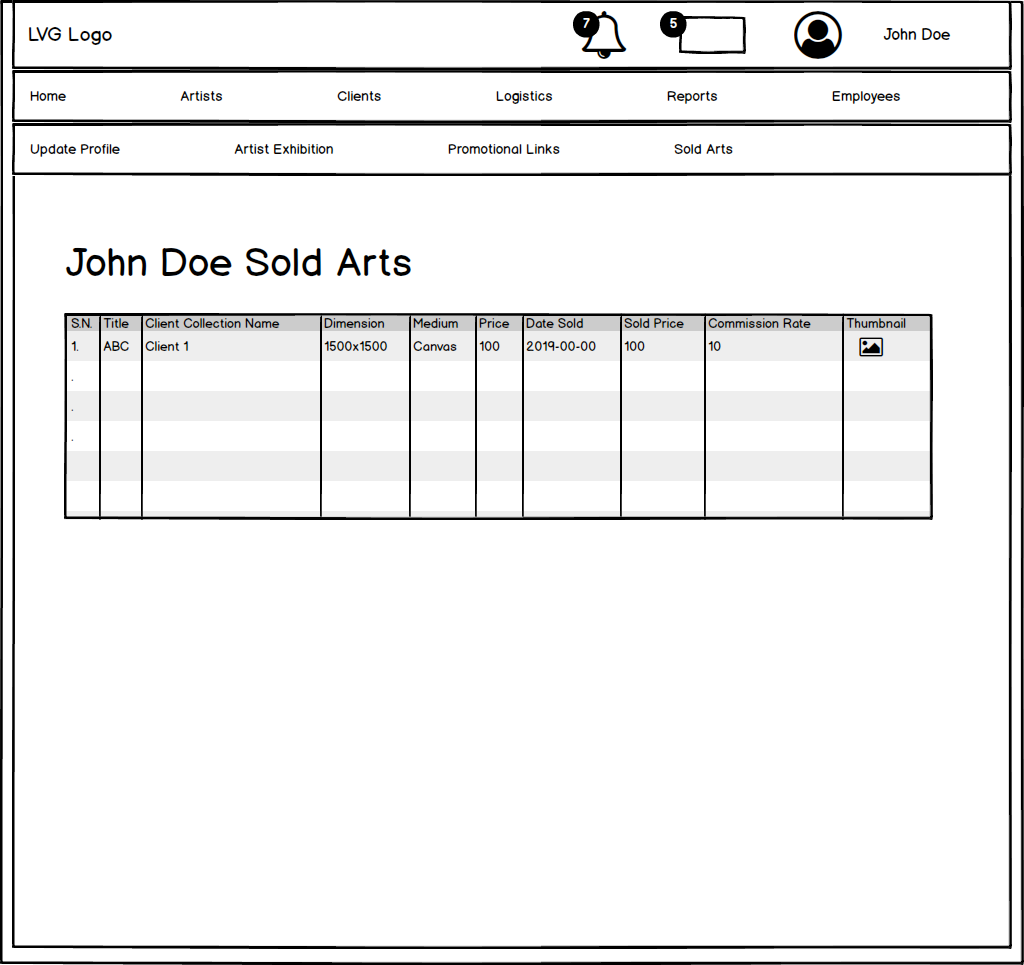 LVG Logo 7 5 John Doe
Home Artists Clients Logistics Reports Employees
Update Profile Artist Exhibition Promotional Links Sold Arts
John Doe Sold Arts
S.N. Title Client Collection Name Dimension Medium Price Date Sold Sold Price Commission Rate Thumbnail
1. ABC Client 1 1500x1500 Canvas 100 2019-00-00 100 10
.
.
.